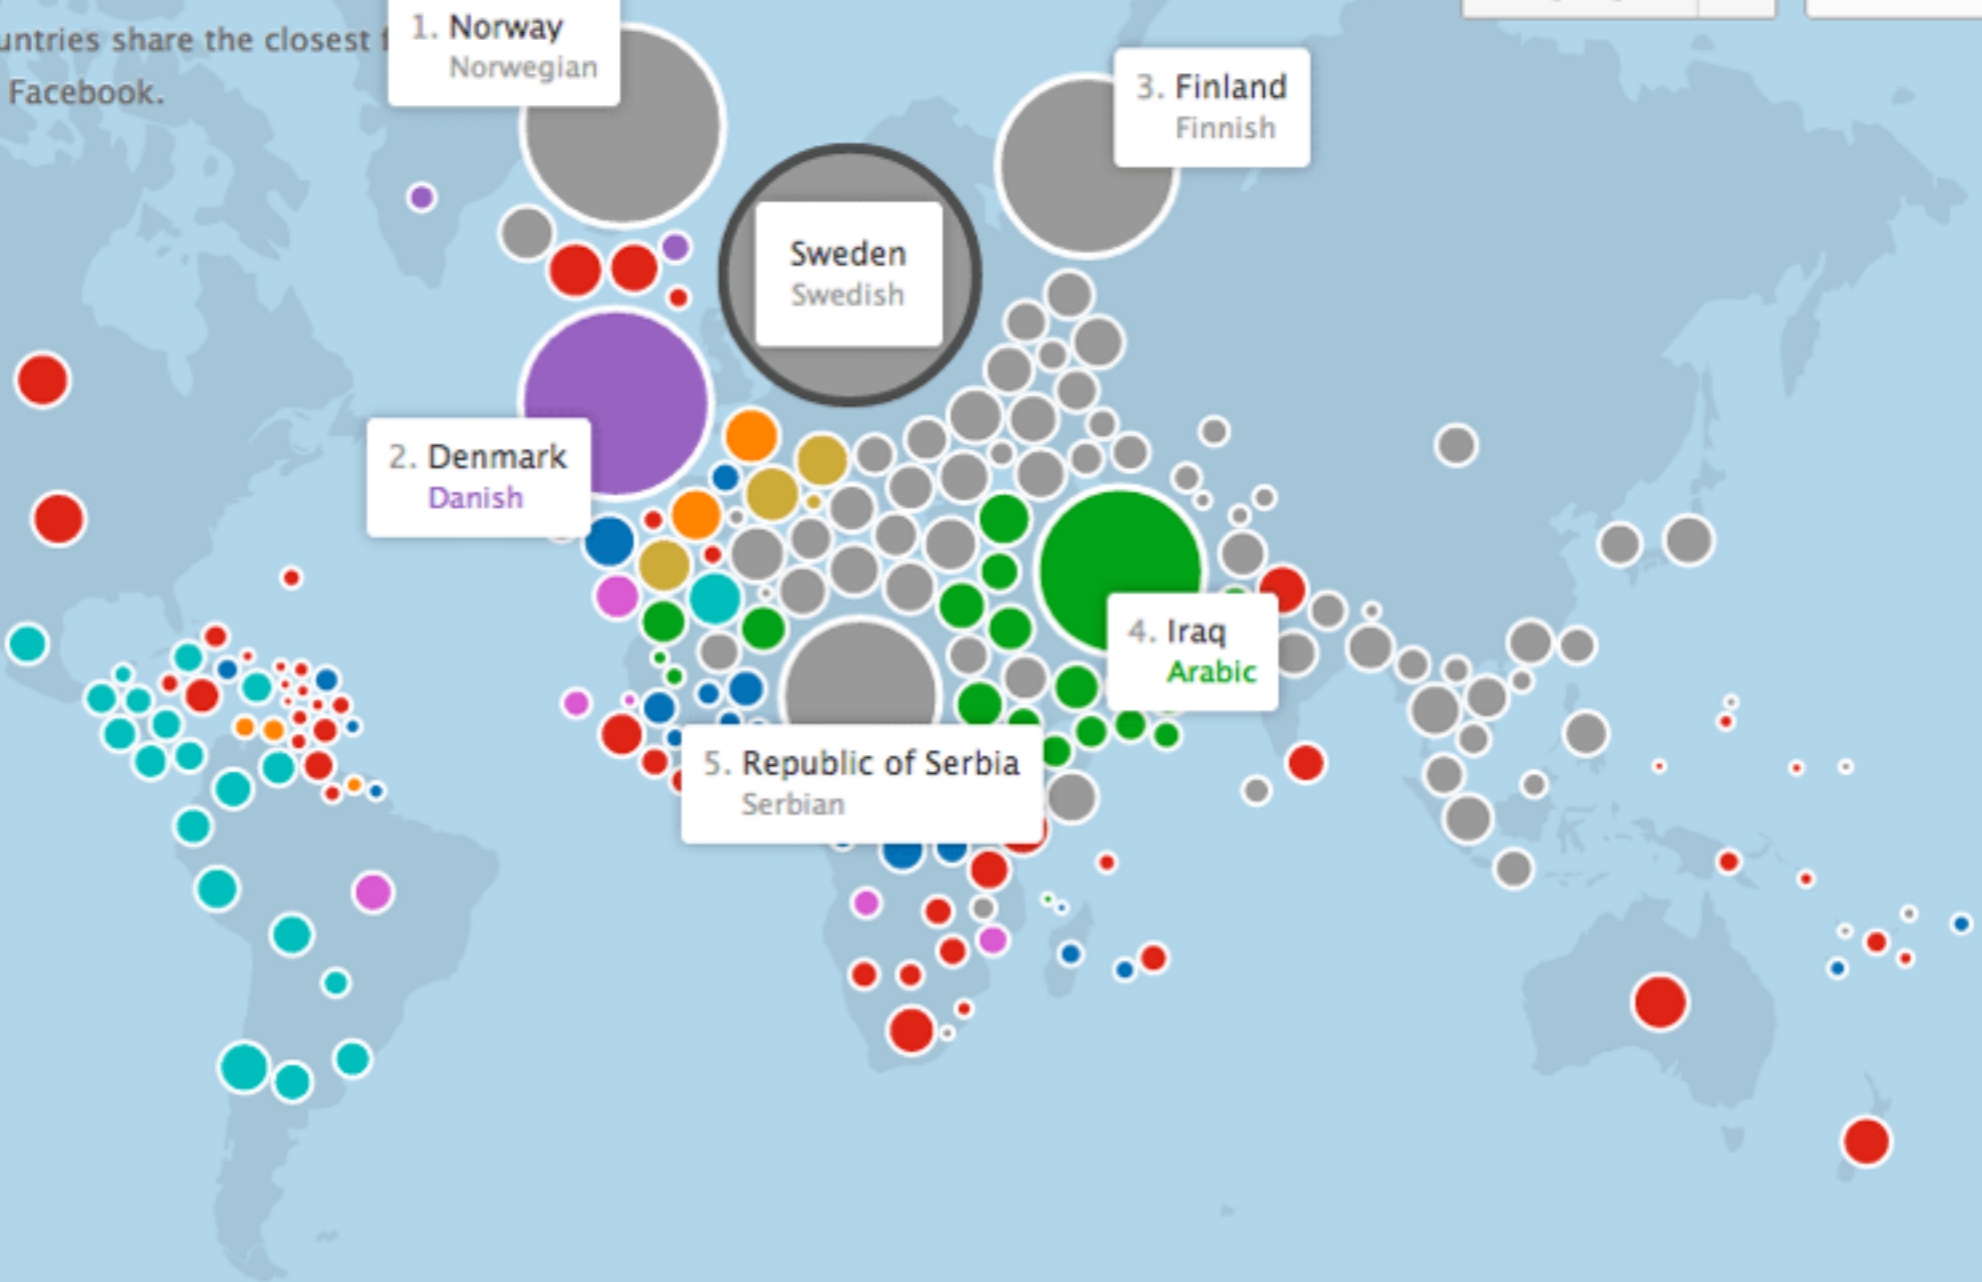 untries share the closest
Facebook.
1. Norway
Norwegian
3. Finland
Finnish
Sweden
Swedish
2. Denmark
Danish
4. Iraq
Arabic
5. Republic of Serbia
Serbian